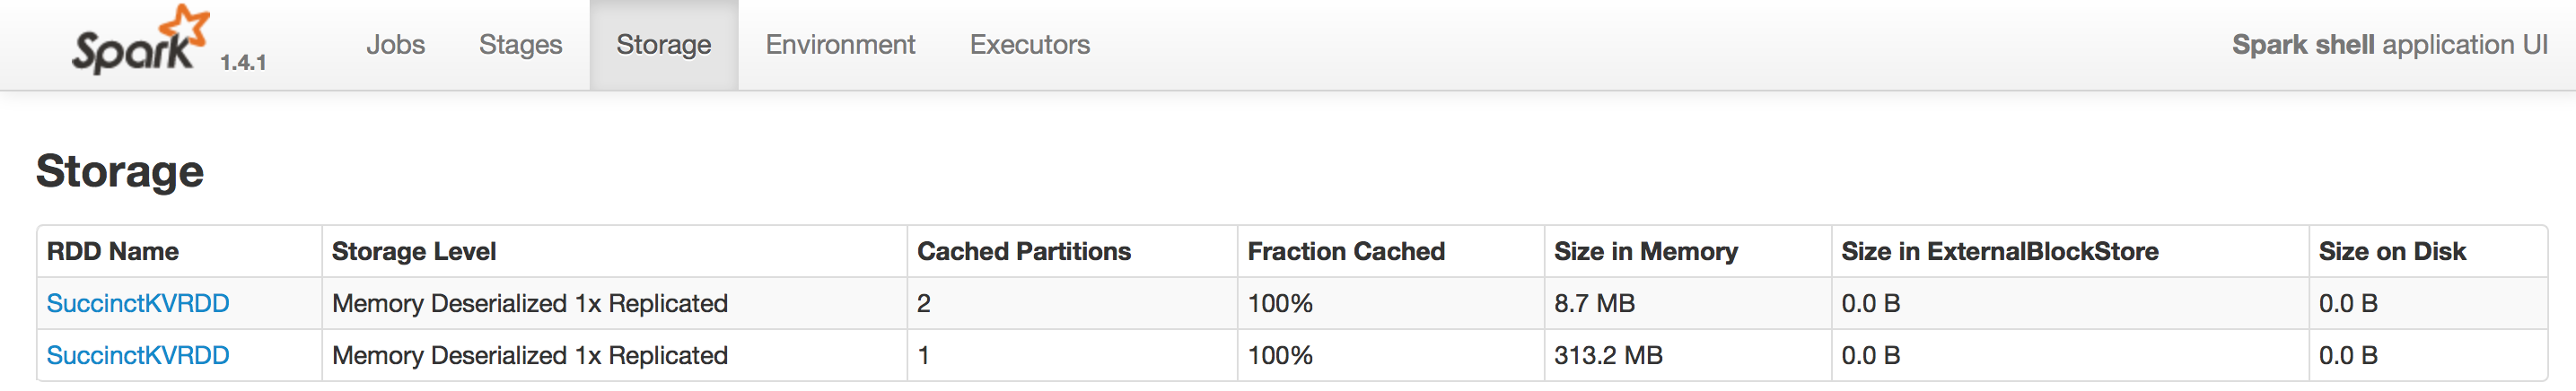 Spark 1.4.1 Jobs Stages Storage Environment Executors Spark shell application UI
Storage
RDD Name Storage Level Cached Partitions Fraction Cached Size in Memory Size in ExternalBlockStore Size on Disk
SuccinctKVRDD Memory Deserialized 1x Replicated 2 100% 8.7 MB 0.0 B 0.0 B
SuccinctKVRDD Memory Deserialized 1x Replicated 1 100% 313.2 MB 0.0 B 0.0 B